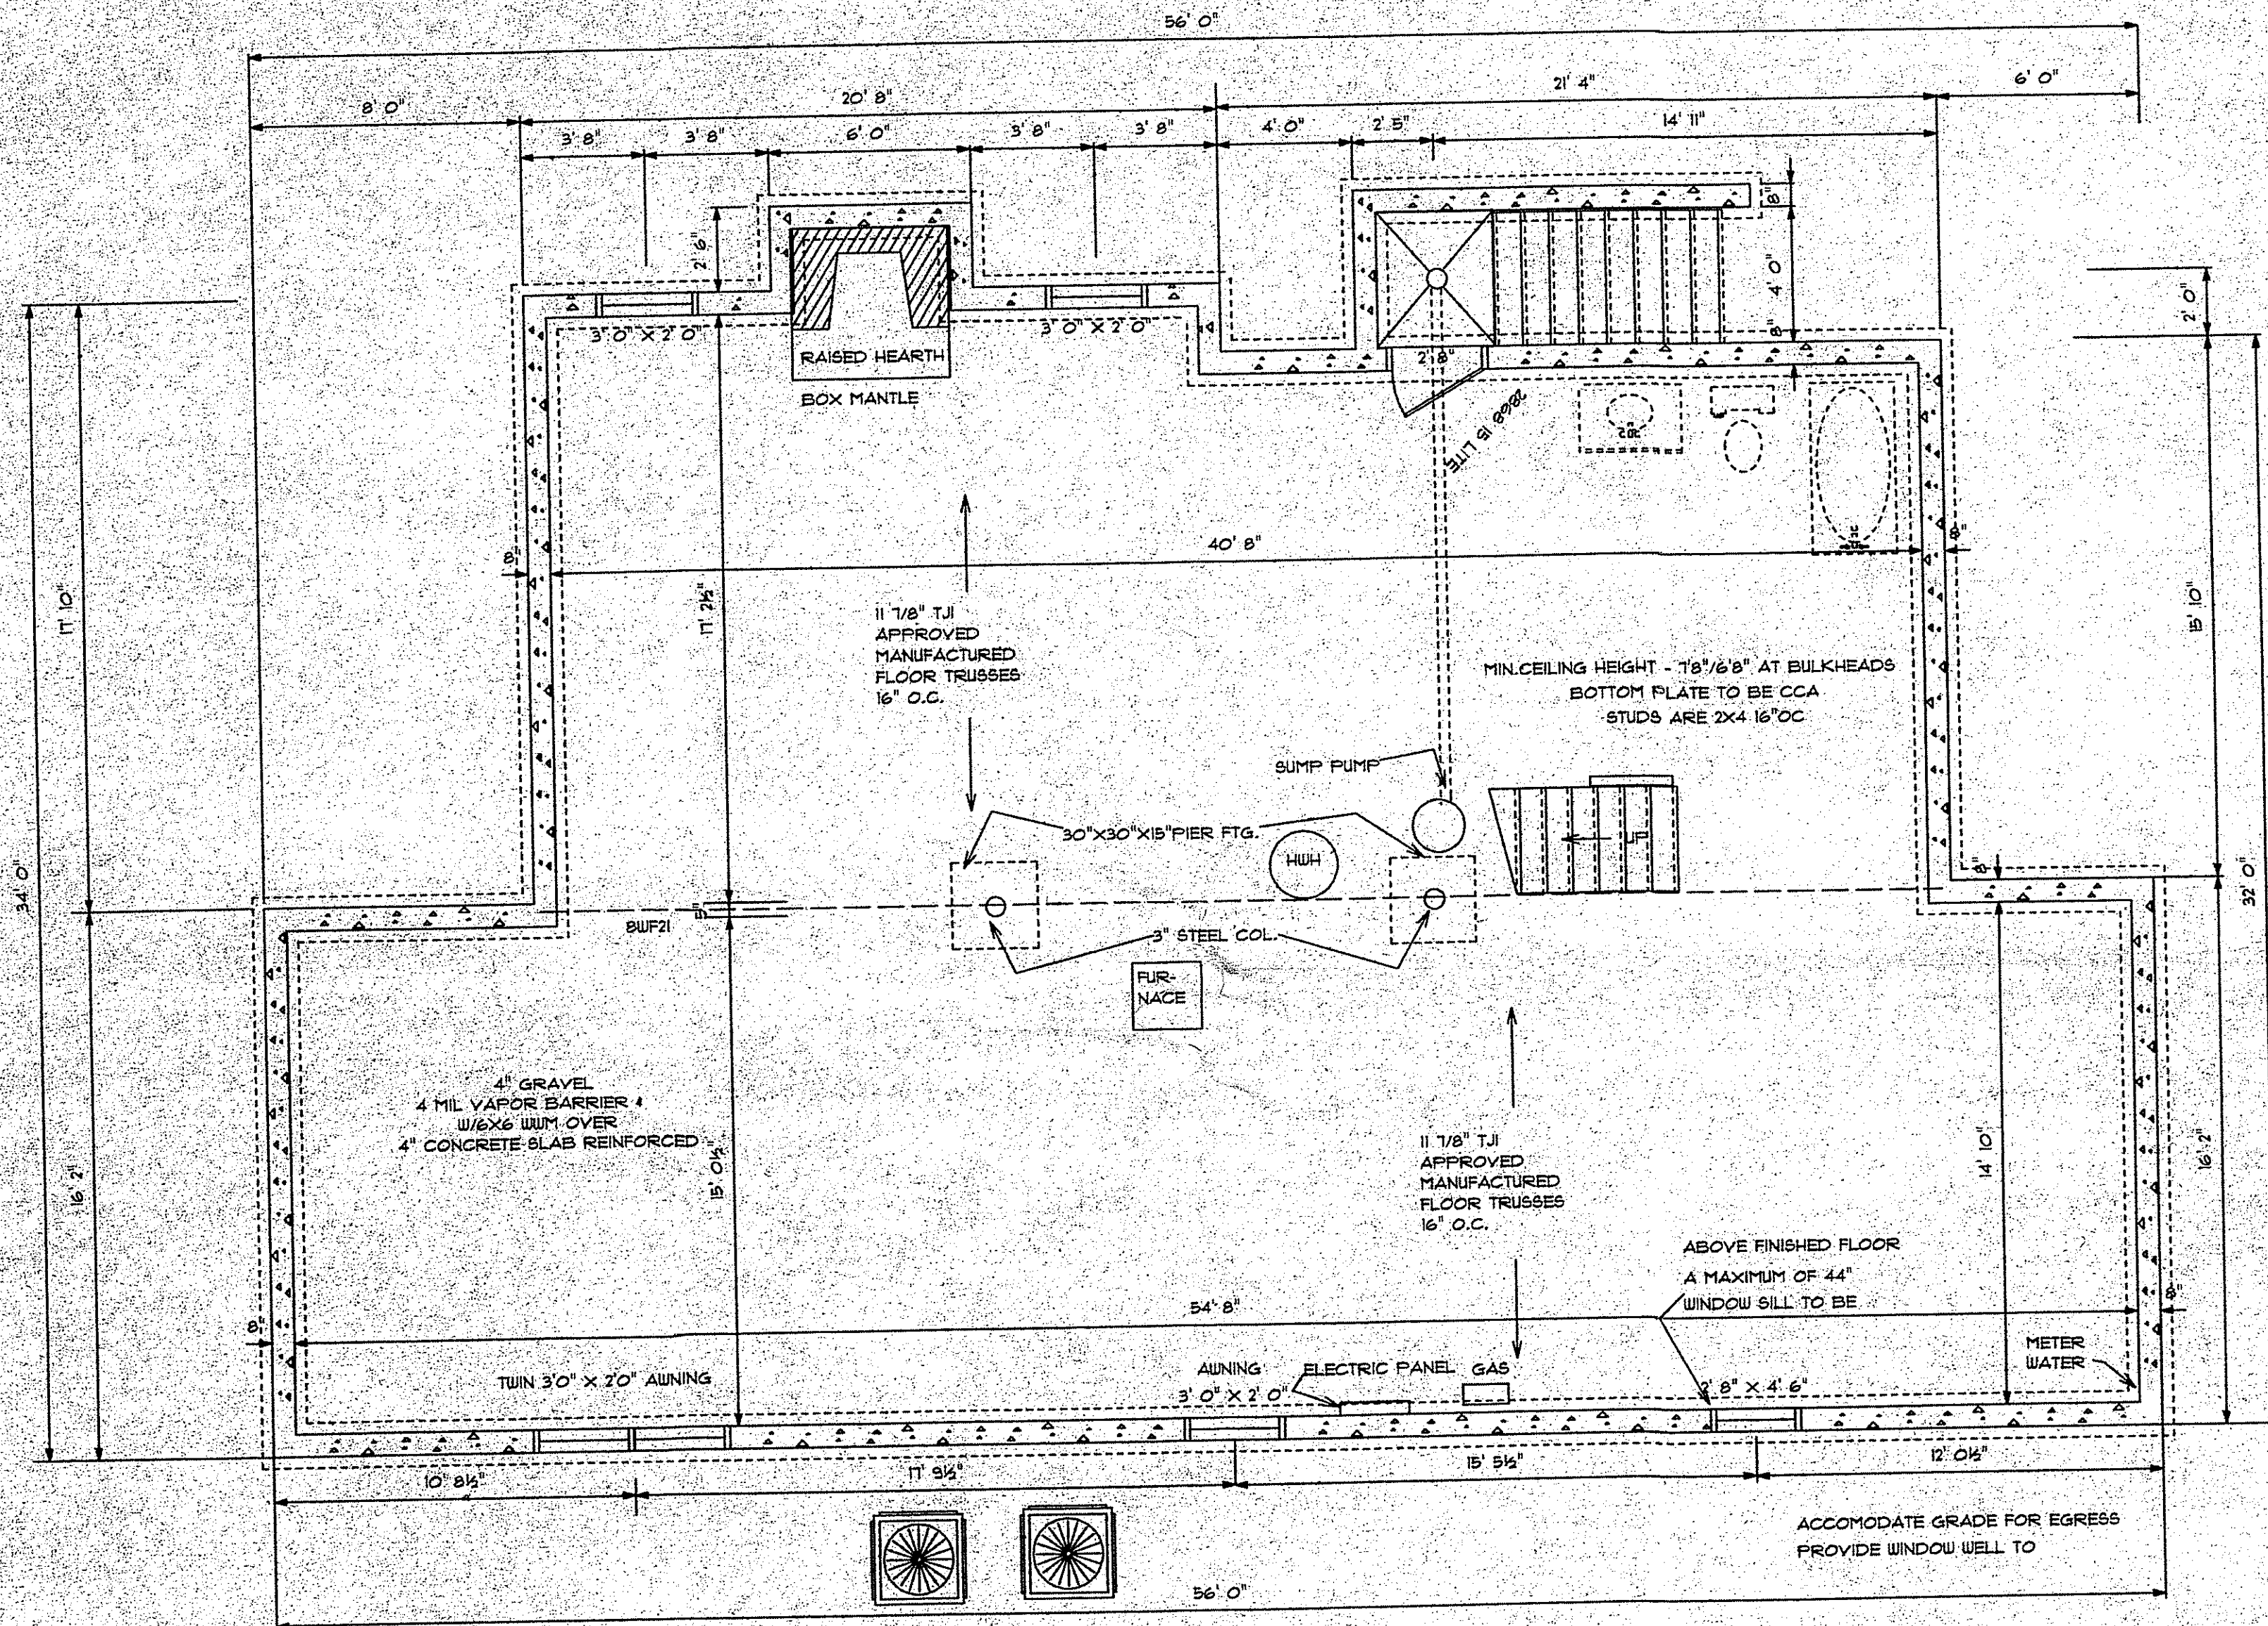 56' 0"
8' 0"
20' 8"
21' 4"
6' 0"
3' 8"
3' 8"
6' 0"
3' 8"
3' 8"
4' 0"
2' 5"
14' 11"
2' 6"
8"
4' 0"
8"
2' 0"
3' 0" X 2' 0"
3' 0" X 2' 0"
RAISED HEARTH
BOX MANTLE
2' 8"
2868 15 LITE
8"
40' 8"
8"
34' 0"
17' 10"
17' 2½"
15' 10"
32' 0"
11 7/8" TJI
APPROVED
MANUFACTURED
FLOOR TRUSSES
16" O.C.
MIN.CEILING HEIGHT - 7'8"/6'8" AT BULKHEADS
BOTTOM PLATE TO BE CCA
STUDS ARE 2X4 16"OC
SUMP PUMP
30"X30"X15"PIER FTG.
HWH
UP
8"
8WF21
5"
3" STEEL COL.
FUR-
NACE
4" GRAVEL
4 MIL VAPOR BARRIER &
W/6X6 WWM OVER
4" CONCRETE SLAB REINFORCED
16' 2"
15' 0½"
14' 10"
16' 2"
11 7/8" TJI
APPROVED
MANUFACTURED
FLOOR TRUSSES
16" O.C.
ABOVE FINISHED FLOOR
A MAXIMUM OF 44"
WINDOW SILL TO BE
8"
54' 8"
8"
METER
WATER
TWIN 3'0" X 2'0" AWNING
AWNING
3' 0" X 2' 0"
ELECTRIC PANEL
GAS
2' 8" X 4' 6"
10' 8½"
17' 9½"
15' 5½"
12' 0½"
ACCOMODATE GRADE FOR EGRESS
PROVIDE WINDOW WELL TO
56' 0"